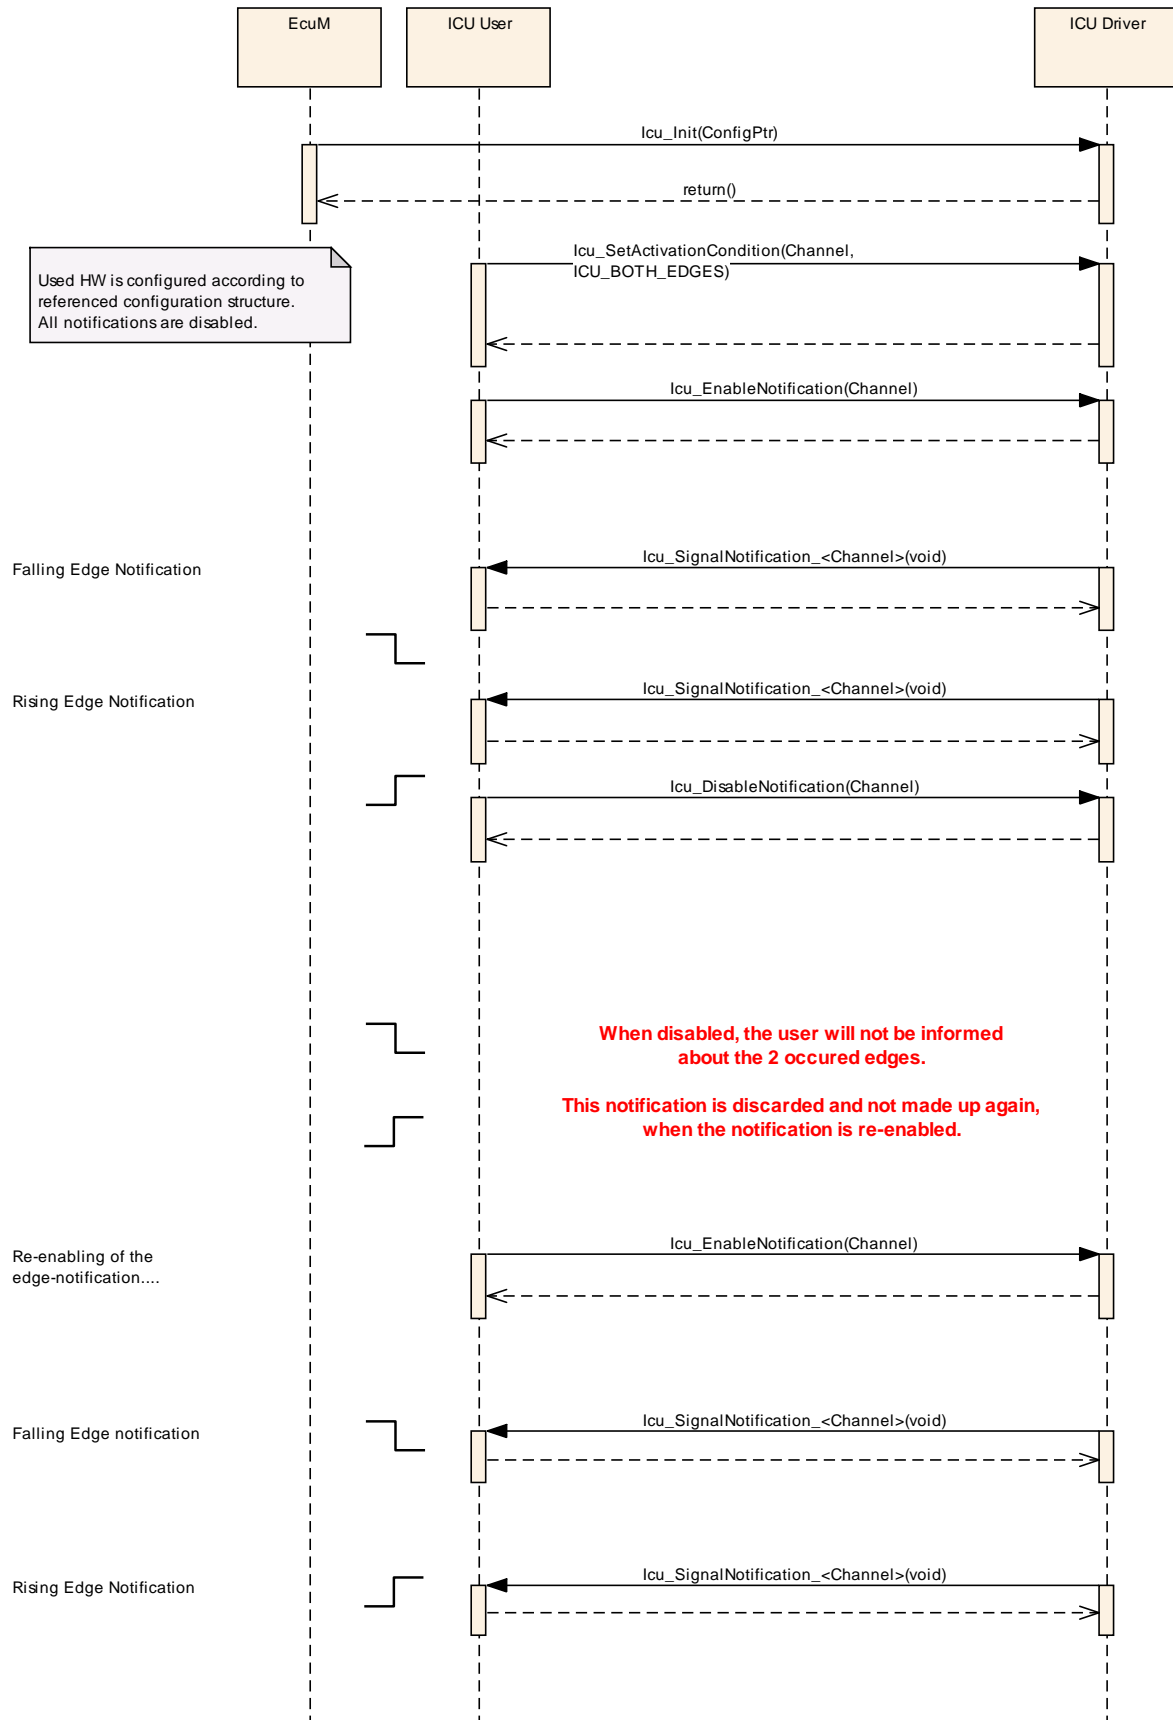 EcuM
ICU User
ICU Driver
Icu_Init(ConfigPtr)
return()
Icu_SetActivationCondition(Channel,
ICU_BOTH_EDGES)
Used HW is configured according to
referenced configuration structure.
All notifications are disabled.
Icu_EnableNotification(Channel)
Icu_SignalNotification_<Channel>(void)
Falling Edge Notification
Icu_SignalNotification_<Channel>(void)
Rising Edge Notification
Icu_DisableNotification(Channel)
When disabled, the user will not be informed
about the 2 occured edges.
This notification is discarded and not made up again,
when the notification is re-enabled.
Icu_EnableNotification(Channel)
Re-enabling of the
edge-notification....
Icu_SignalNotification_<Channel>(void)
Falling Edge notification
Icu_SignalNotification_<Channel>(void)
Rising Edge Notification